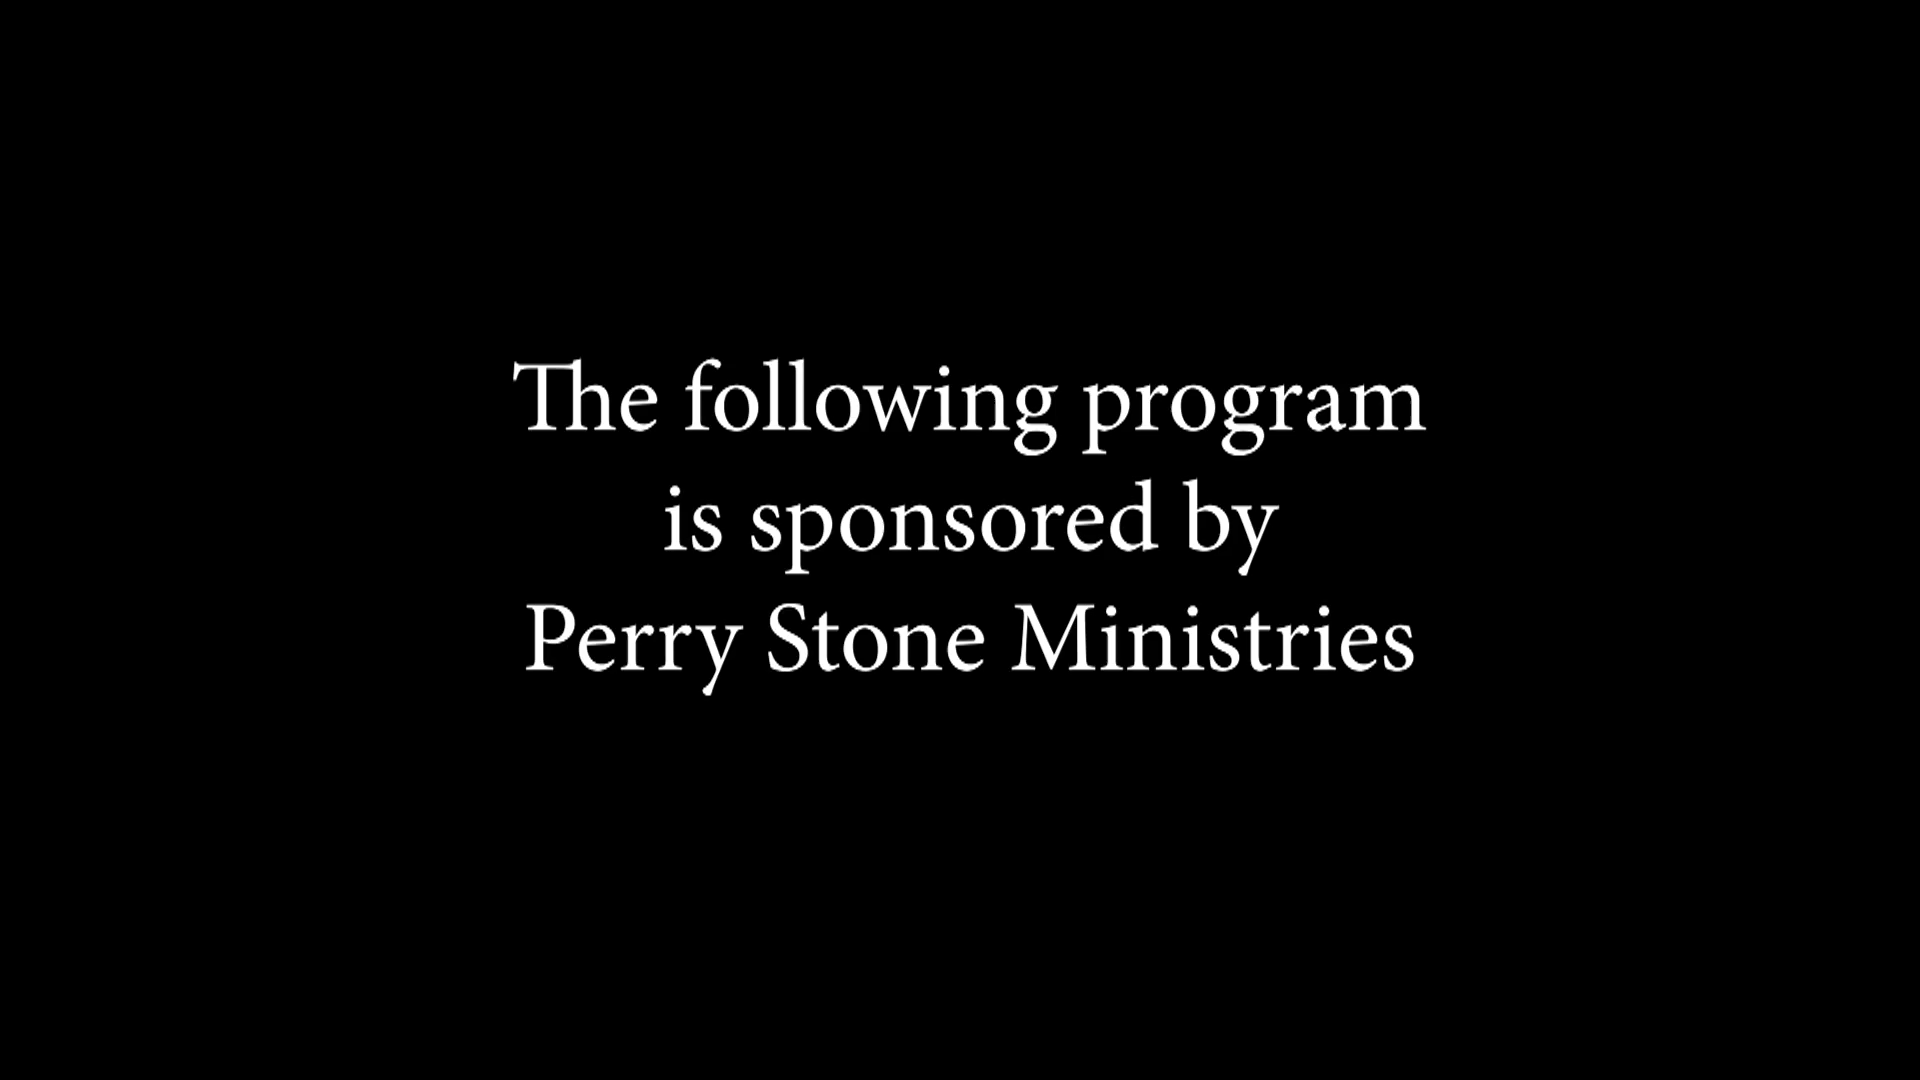 The following program
is sponsored by
Perry Stone Ministries